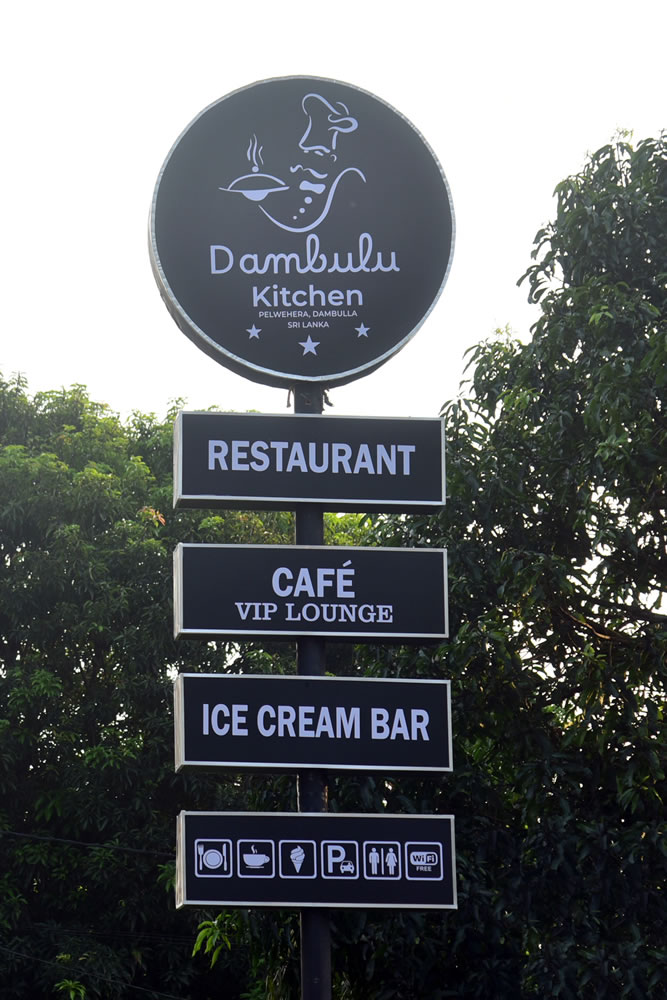 Dambulu
Kitchen
PELWEHERA, DAMBULLA
SRI LANKA
RESTAURANT
CAFÉ
VIP LOUNGE
ICE CREAM BAR
P
WiFi
FREE